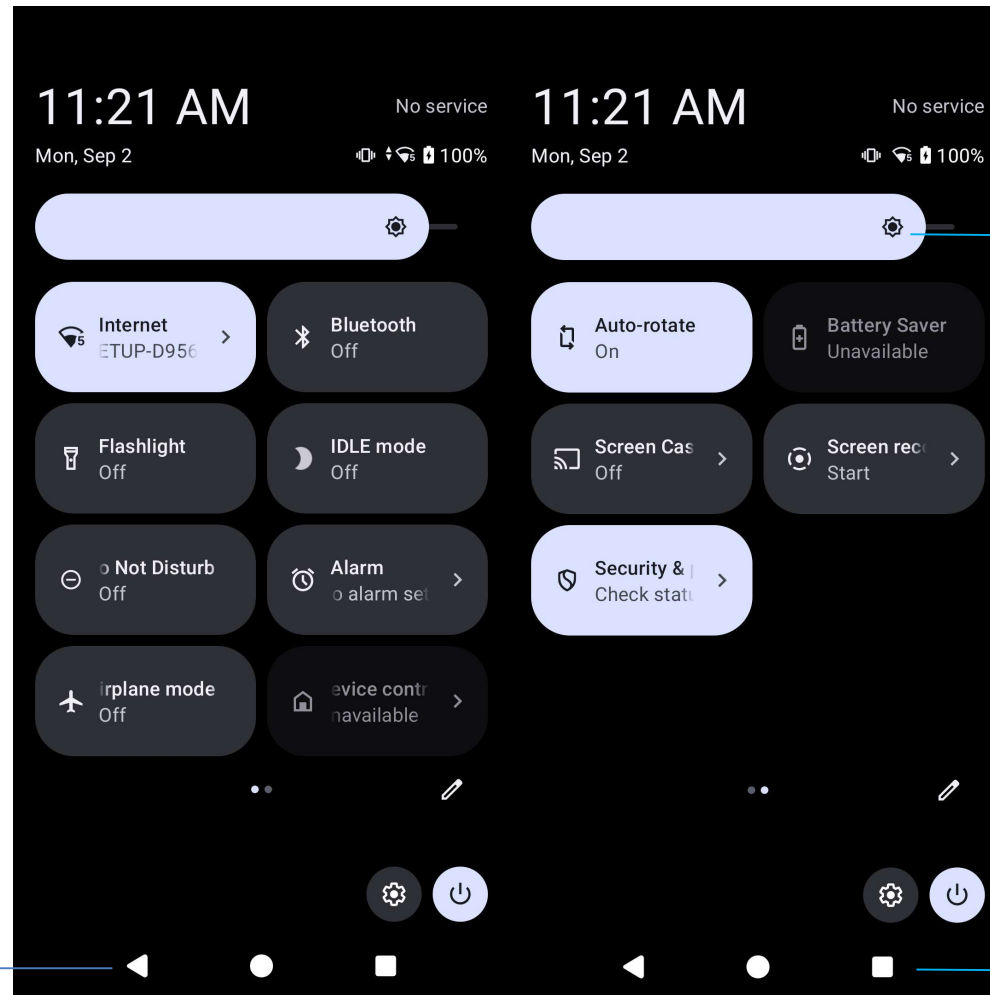 11:21 AM
No service
Mon, Sep 2
5 100%
Internet
ETUP-D956
Bluetooth
Off
Flashlight
Off
IDLE mode
Off
o Not Disturb
Off
Alarm
o alarm set
irplane mode
Off
evice contr
navailable
11:21 AM
No service
Mon, Sep 2
5 100%
Auto-rotate
On
Battery Saver
Unavailable
Screen Cas
Off
Screen rec
Start
Security &
Check statu